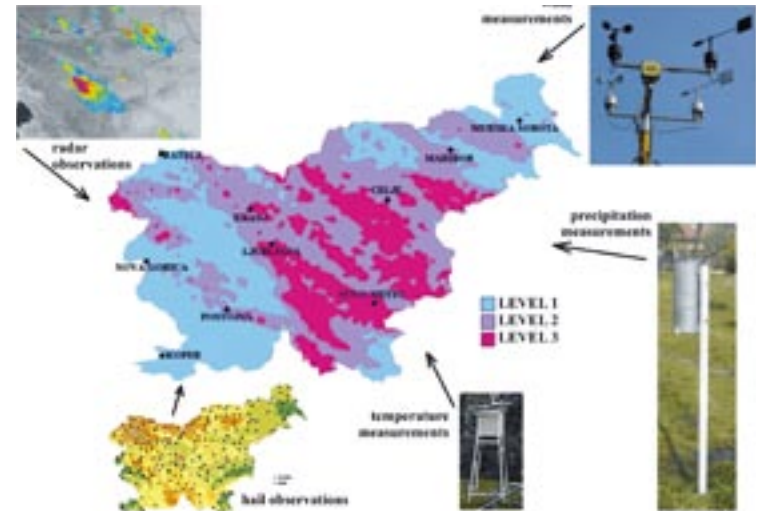 measurements
radar
observations
MURSKA SOBOTA
MARIBOR
RATEČE
CELJE
KRANJ
LJUBLJANA
precipitation
measurements
NOVA GORICA
NOVO MESTO
POSTOJNA
KOPER
LEVEL 1
LEVEL 2
LEVEL 3
temperature
measurements
hail observations